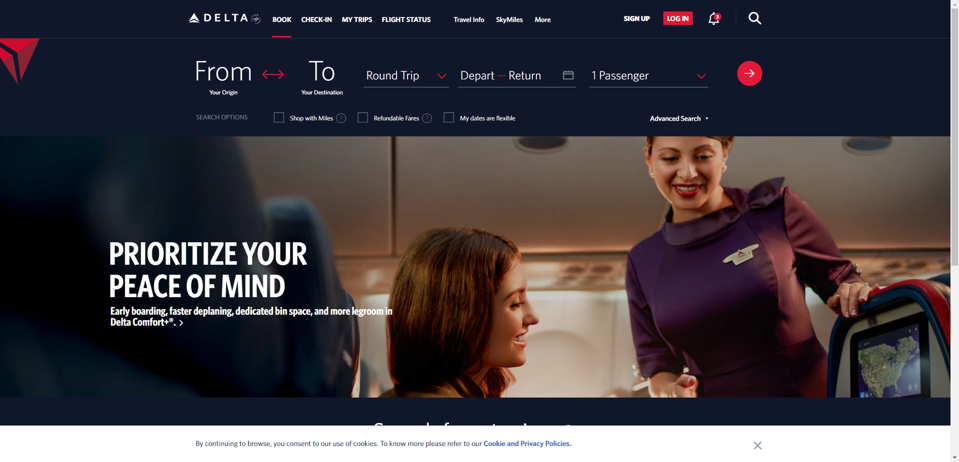 DELTA
BOOK
CHECK-IN
MY TRIPS
FLIGHT STATUS
Travel Info
SkyMiles
More
SIGN UP
LOG IN
3
From
Your Origin
To
Your Destination
Round Trip
Depart — Return
1 Passenger
SEARCH OPTIONS
Shop with Miles ?
Refundable Fares ?
My dates are flexible
Advanced Search
PRIORITIZE YOUR
PEACE OF MIND
Early boarding, faster deplaning, dedicated bin space, and more legroom in
Delta Comfort+®. >
By continuing to browse, you consent to our use of cookies. To know more please refer to our Cookie and Privacy Policies.